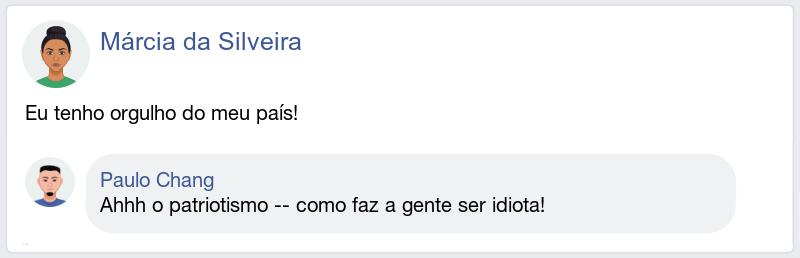 Márcia da Silveira
Eu tenho orgulho do meu país!
Paulo Chang
Ahhh o patriotismo -- como faz a gente ser idiota!